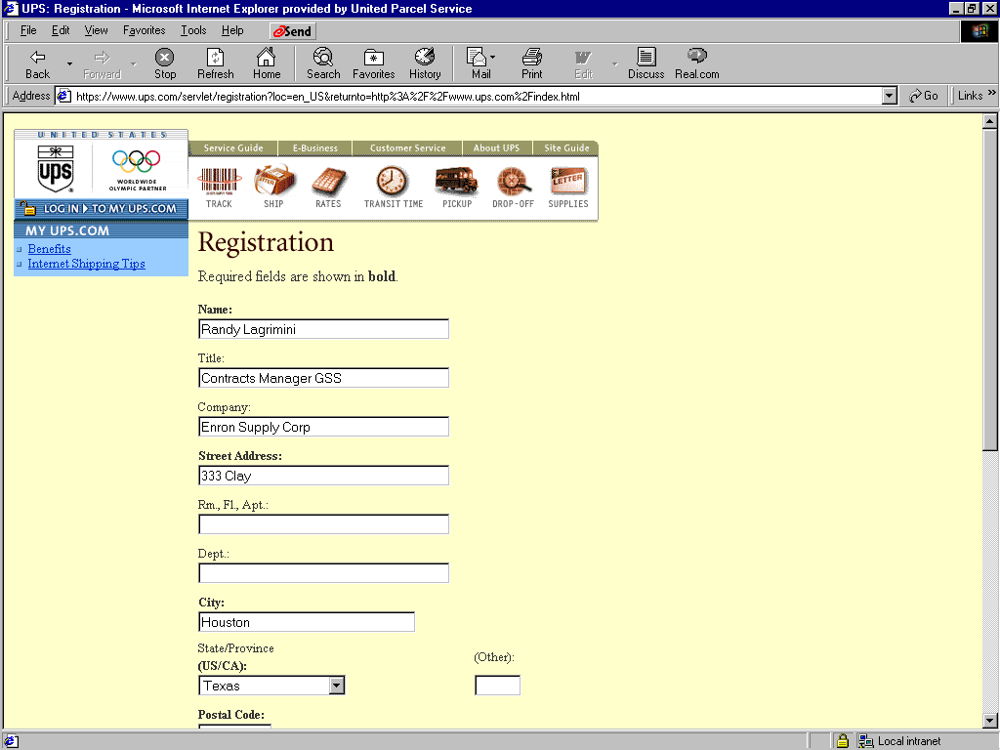 UPS: Registration - Microsoft Internet Explorer provided by United Parcel Service
File Edit View Favorites Tools Help eSend
Back Forward Stop Refresh Home Search Favorites History Mail Print Edit Discuss Real.com
Address https://www.ups.com/servlet/registration?loc=en_US&returnto=http%3A%2F%2Fwww.ups.com%2Findex.html Go Links »
UNITED STATES
ups
WORLDWIDE
OLYMPIC PARTNER
Service Guide E-Business Customer Service About UPS Site Guide
LETTER
TRACK SHIP RATES TRANSIT TIME PICKUP DROP-OFF SUPPLIES
LOG IN TO MY UPS.COM
MY UPS.COM
Benefits
Internet Shipping Tips
Registration
Required fields are shown in bold.
Name:
Randy Lagrimini
Title:
Contracts Manager GSS
Company:
Enron Supply Corp
Street Address:
333 Clay
Rm., Fl., Apt.:
Dept.:
City:
Houston
State/Province
(US/CA):
(Other):
Texas
Postal Code:
Local intranet